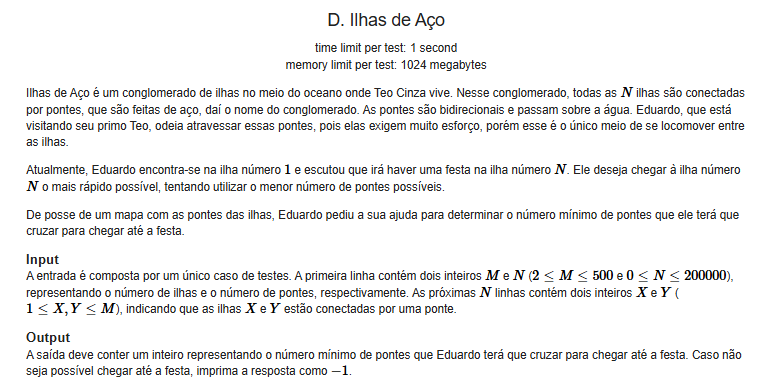 D. Ilhas de Aço
time limit per test: 1 second
memory limit per test: 1024 megabytes
Ilhas de Aço é um conglomerado de ilhas no meio do oceano onde Teo Cinza vive. Nesse conglomerado, todas as N ilhas são conectadas
por pontes, que são feitas de aço, daí o nome do conglomerado. As pontes são bidirecionais e passam sobre a água. Eduardo, que está
visitando seu primo Teo, odeia atravessar essas pontes, pois elas exigem muito esforço, porém esse é o único meio de se locomover entre
as ilhas.
Atualmente, Eduardo encontra-se na ilha número 1 e escutou que irá haver uma festa na ilha número N. Ele deseja chegar à ilha número
N o mais rápido possível, tentando utilizar o menor número de pontes possíveis.
De posse de um mapa com as pontes das ilhas, Eduardo pediu a sua ajuda para determinar o número mínimo de pontes que ele terá que
cruzar para chegar até a festa.
Input
A entrada é composta por um único caso de testes. A primeira linha contém dois inteiros M e N (2 ≤ M ≤ 500 e 0 ≤ N ≤ 200000),
representando o número de ilhas e o número de pontes, respectivamente. As próximas N linhas contém dois inteiros X e Y (
1 ≤ X, Y ≤ M), indicando que as ilhas X e Y estão conectadas por uma ponte.
Output
A saída deve conter um inteiro representando o número mínimo de pontes que Eduardo terá que cruzar para chegar até a festa. Caso não
seja possível chegar até a festa, imprima a resposta como −1.